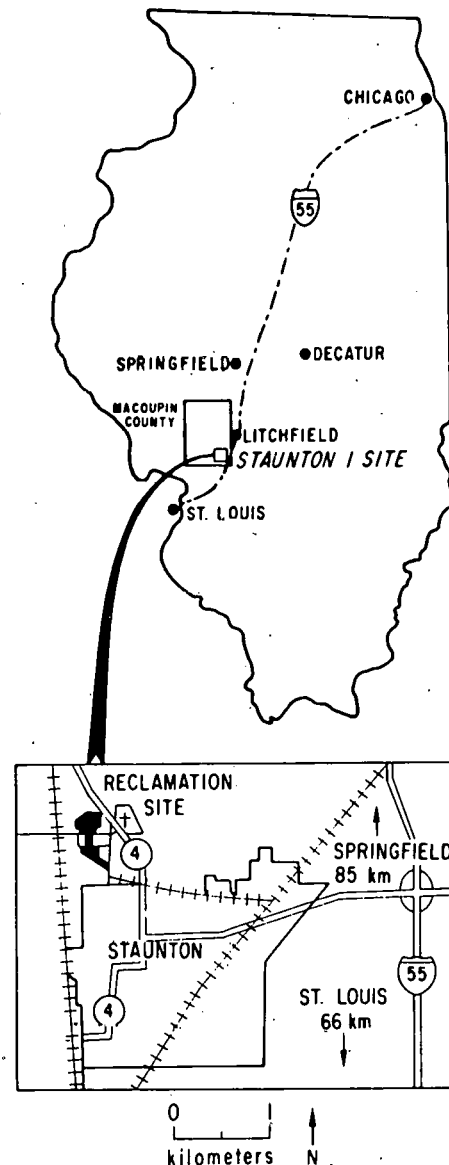 CHICAGO
55
SPRINGFIELD
DECATUR
MACOUPIN
COUNTY
LITCHFIELD
STAUNTON I SITE
ST. LOUIS
RECLAMATION
SITE
4
SPRINGFIELD
85 km
STAUNTON
55
4
ST. LOUIS
66 km
0 1
kilometers N